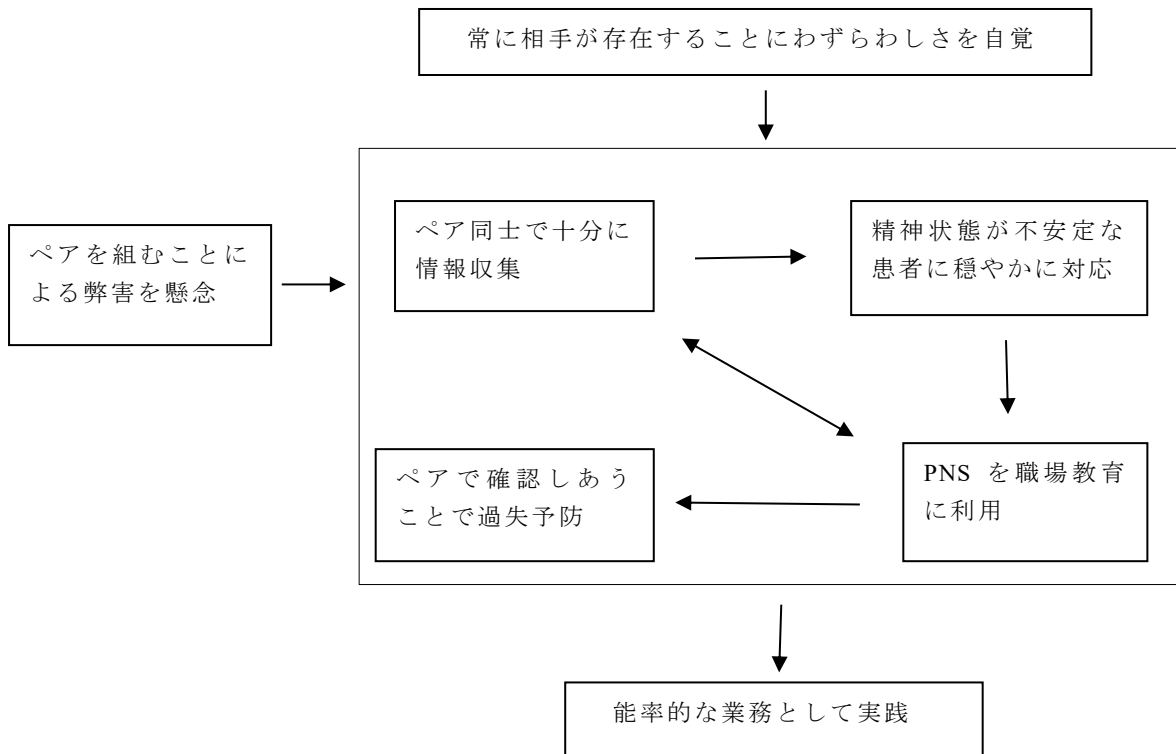 常に相手が存在することにわずらわしさを自覚
ペアを組むことに
よる弊害を懸念
ペア同士で十分に
情報収集
精神状態が不安定な
患者に穏やかに対応
ペアで確認しあう
ことで過失予防
PNS を職場教育
に利用
能率的な業務として実践